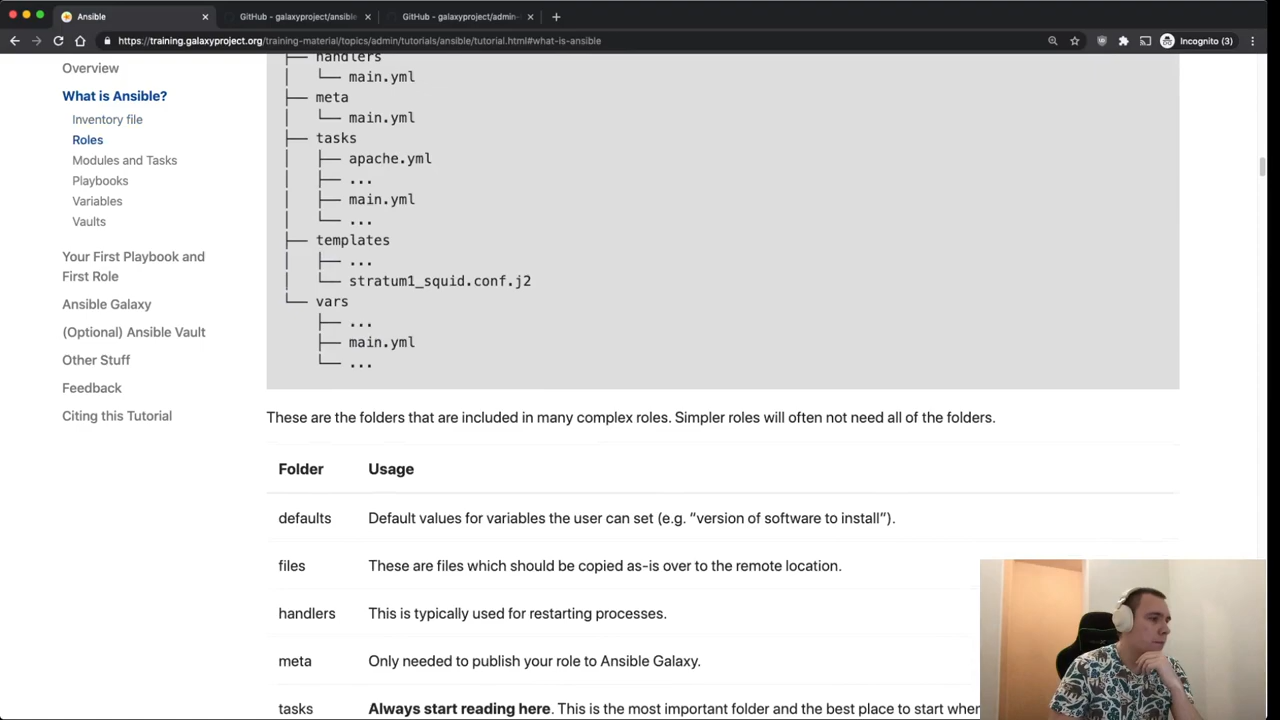 Ansible
GitHub - galaxyproject/ansible
GitHub - galaxyproject/admin-
https://training.galaxyproject.org/training-material/topics/admin/tutorials/ansible/tutorial.html#what-is-ansible
Incognito (3)
Overview
What is Ansible?
Inventory file
Roles
Modules and Tasks
Playbooks
Variables
Vaults
Your First Playbook and
First Role
Ansible Galaxy
(Optional) Ansible Vault
Other Stuff
Feedback
Citing this Tutorial
├── handlers
│   └── main.yml
├── meta
│   └── main.yml
├── tasks
│   ├── apache.yml
│   ├── ...
│   ├── main.yml
│   └── ...
├── templates
│   ├── ...
│   └── stratum1_squid.conf.j2
└── vars
    ├── ...
    ├── main.yml
    └── ...
These are the folders that are included in many complex roles. Simpler roles will often not need all of the folders.
Folder Usage
defaults Default values for variables the user can set (e.g. “version of software to install”).
files These are files which should be copied as-is over to the remote location.
handlers This is typically used for restarting processes.
meta Only needed to publish your role to Ansible Galaxy.
tasks Always start reading here. This is the most important folder and the best place to start when